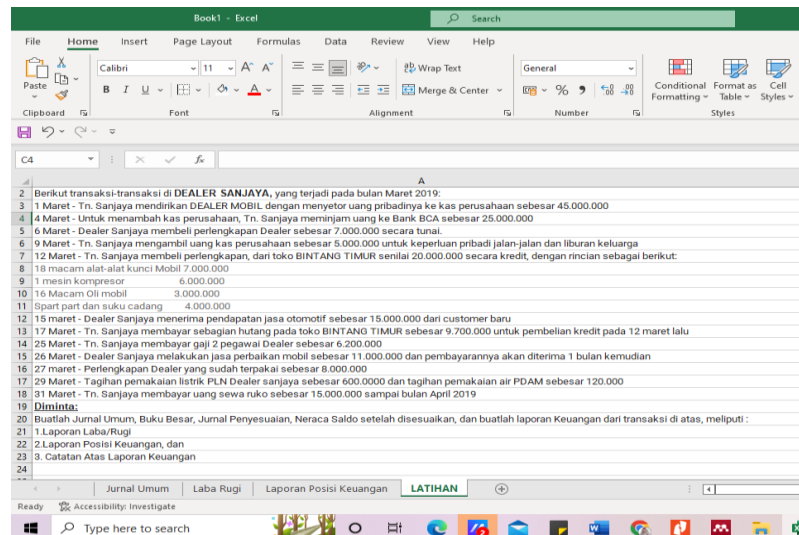 Book1 - Excel
Search
File Home Insert Page Layout Formulas Data Review View Help
Calibri 11 A^ A˅ Wrap Text General
Paste B I U A Merge & Center % 9 Conditional Format as Cell
Formatting Table Styles
Clipboard Font Alignment Number Styles
C4 fx
A
2 Berikut transaksi-transaksi di DEALER SANJAYA, yang terjadi pada bulan Maret 2019:
3 1 Maret - Tn. Sanjaya mendirikan DEALER MOBIL dengan menyetor uang pribadinya ke kas perusahaan sebesar 45.000.000
4 4 Maret - Untuk menambah kas perusahaan, Tn. Sanjaya meminjam uang ke Bank BCA sebesar 25.000.000
5 6 Maret - Dealer Sanjaya membeli perlengkapan Dealer sebesar 7.000.000 secara tunai.
6 9 Maret - Tn. Sanjaya mengambil uang kas perusahaan sebesar 5.000.000 untuk keperluan pribadi jalan-jalan dan liburan keluarga
7 12 Maret - Tn. Sanjaya membeli perlengkapan, dari toko BINTANG TIMUR senilai 20.000.000 secara kredit, dengan rincian sebagai berikut:
8 18 macam alat-alat kunci Mobil 7.000.000
9 1 mesin kompresor 6.000.000
10 16 Macam Oli mobil 3.000.000
11 Spart part dan suku cadang 4.000.000
12 15 maret - Dealer Sanjaya menerima pendapatan jasa otomotif sebesar 15.000.000 dari customer baru
13 17 Maret - Tn. Sanjaya membayar sebagian hutang pada toko BINTANG TIMUR sebesar 9.700.000 untuk pembelian kredit pada 12 maret lalu
14 25 Maret - Dealer Sanjaya membayar gaji 2 pegawai Dealer sebesar 6.200.000
15 26 Maret - Dealer Sanjaya melakukan jasa perbaikan mobil sebesar 11.000.000 dan pembayarannya akan diterima 1 bulan kemudian
16 27 maret - Perlengkapan Dealer yang sudah terpakai sebesar 8.000.000
17 29 Maret - Tagihan pemakaian listrik PLN Dealer sanjaya sebesar 600.0000 dan tagihan pemakaian air PDAM sebesar 120.000
18 31 Maret - Tn. Sanjaya membayar uang sewa ruko sebesar 15.000.000 sampai bulan April 2019
19 Diminta:
20 Buatlah Jurnal Umum, Buku Besar, Jurnal Penyesuaian, Neraca Saldo setelah disesuaikan, dan buatlah laporan Keuangan dari transaksi di atas, meliputi :
21 1.Laporan Laba/Rugi
22 2.Laporan Posisi Keuangan, dan
23 3. Catatan Atas Laporan Keuangan
24
Jurnal Umum Laba Rugi Laporan Posisi Keuangan LATIHAN
Ready Accessibility: Investigate
Type here to search